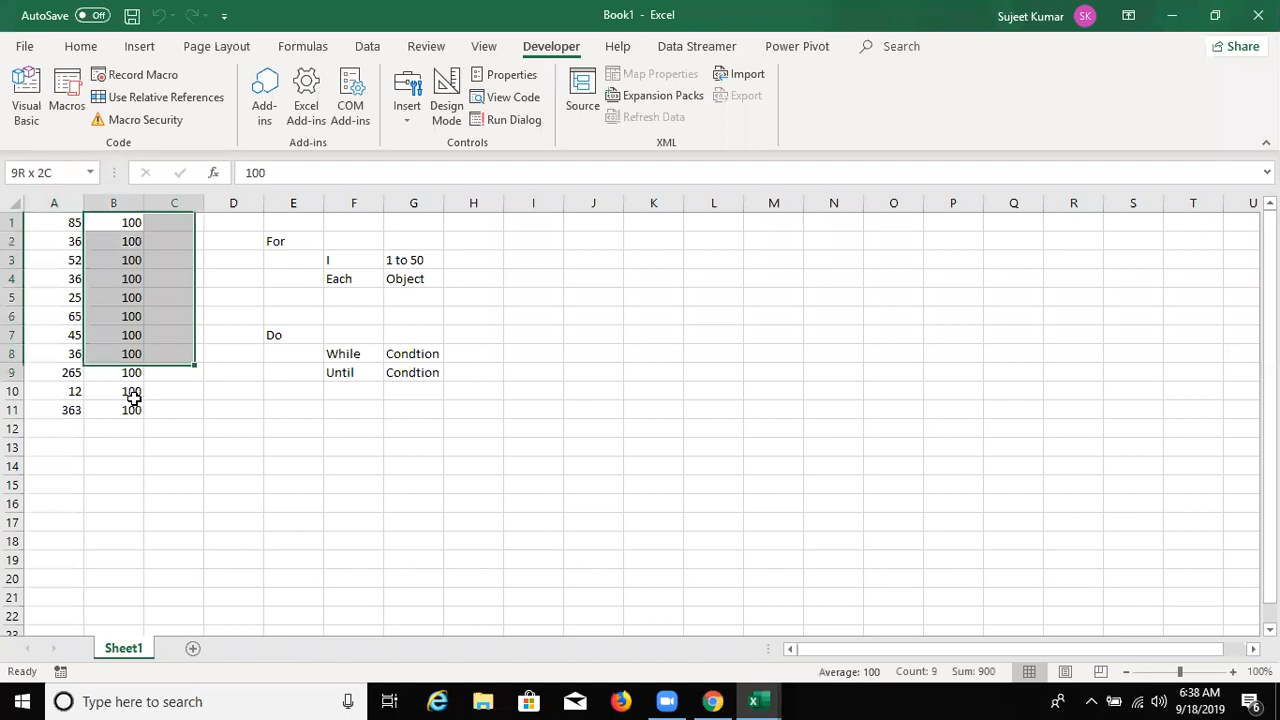 AutoSave Off Book1 - Excel Sujeet Kumar SK
File Home Insert Page Layout Formulas Data Review View Developer Help Data Streamer Power Pivot Search Share
Visual Basic
Macros
Record Macro
Use Relative References
Macro Security
Code
Add-ins
Excel Add-ins
COM Add-ins
Add-ins
Insert
Design Mode
Properties
View Code
Run Dialog
Controls
Source
Map Properties
Expansion Packs
Refresh Data
Import
Export
XML
9R x 2C fx 100
A B C D E F G H I J K L M N O P Q R S T U
1 85 100
2 36 100 For
3 52 100 I 1 to 50
4 36 100 Each Object
5 25 100
6 65 100
7 45 100 Do
8 36 100 While Condtion
9 265 100 Until Condtion
10 12 100
11 363 100
12
13
14
15
16
17
18
19
20
21
22
23
Sheet1
Ready Average: 100 Count: 9 Sum: 900 100%
Type here to search
6:38 AM
9/18/2019
6